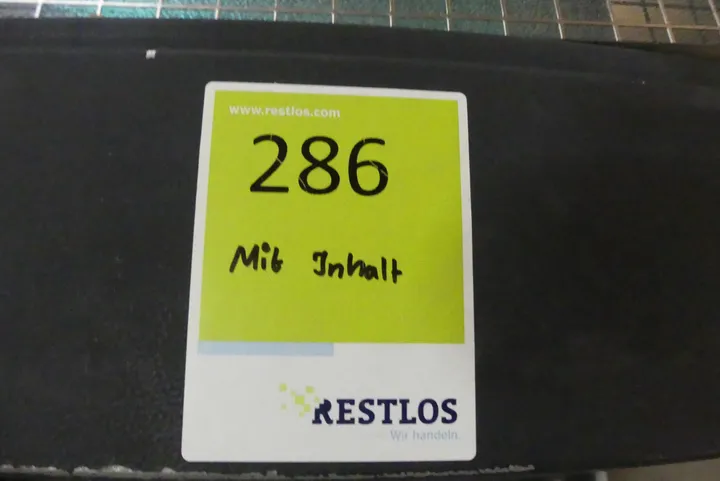 www.restlos.com
286
Mit Inhalt
RESTLOS
Wir handeln.